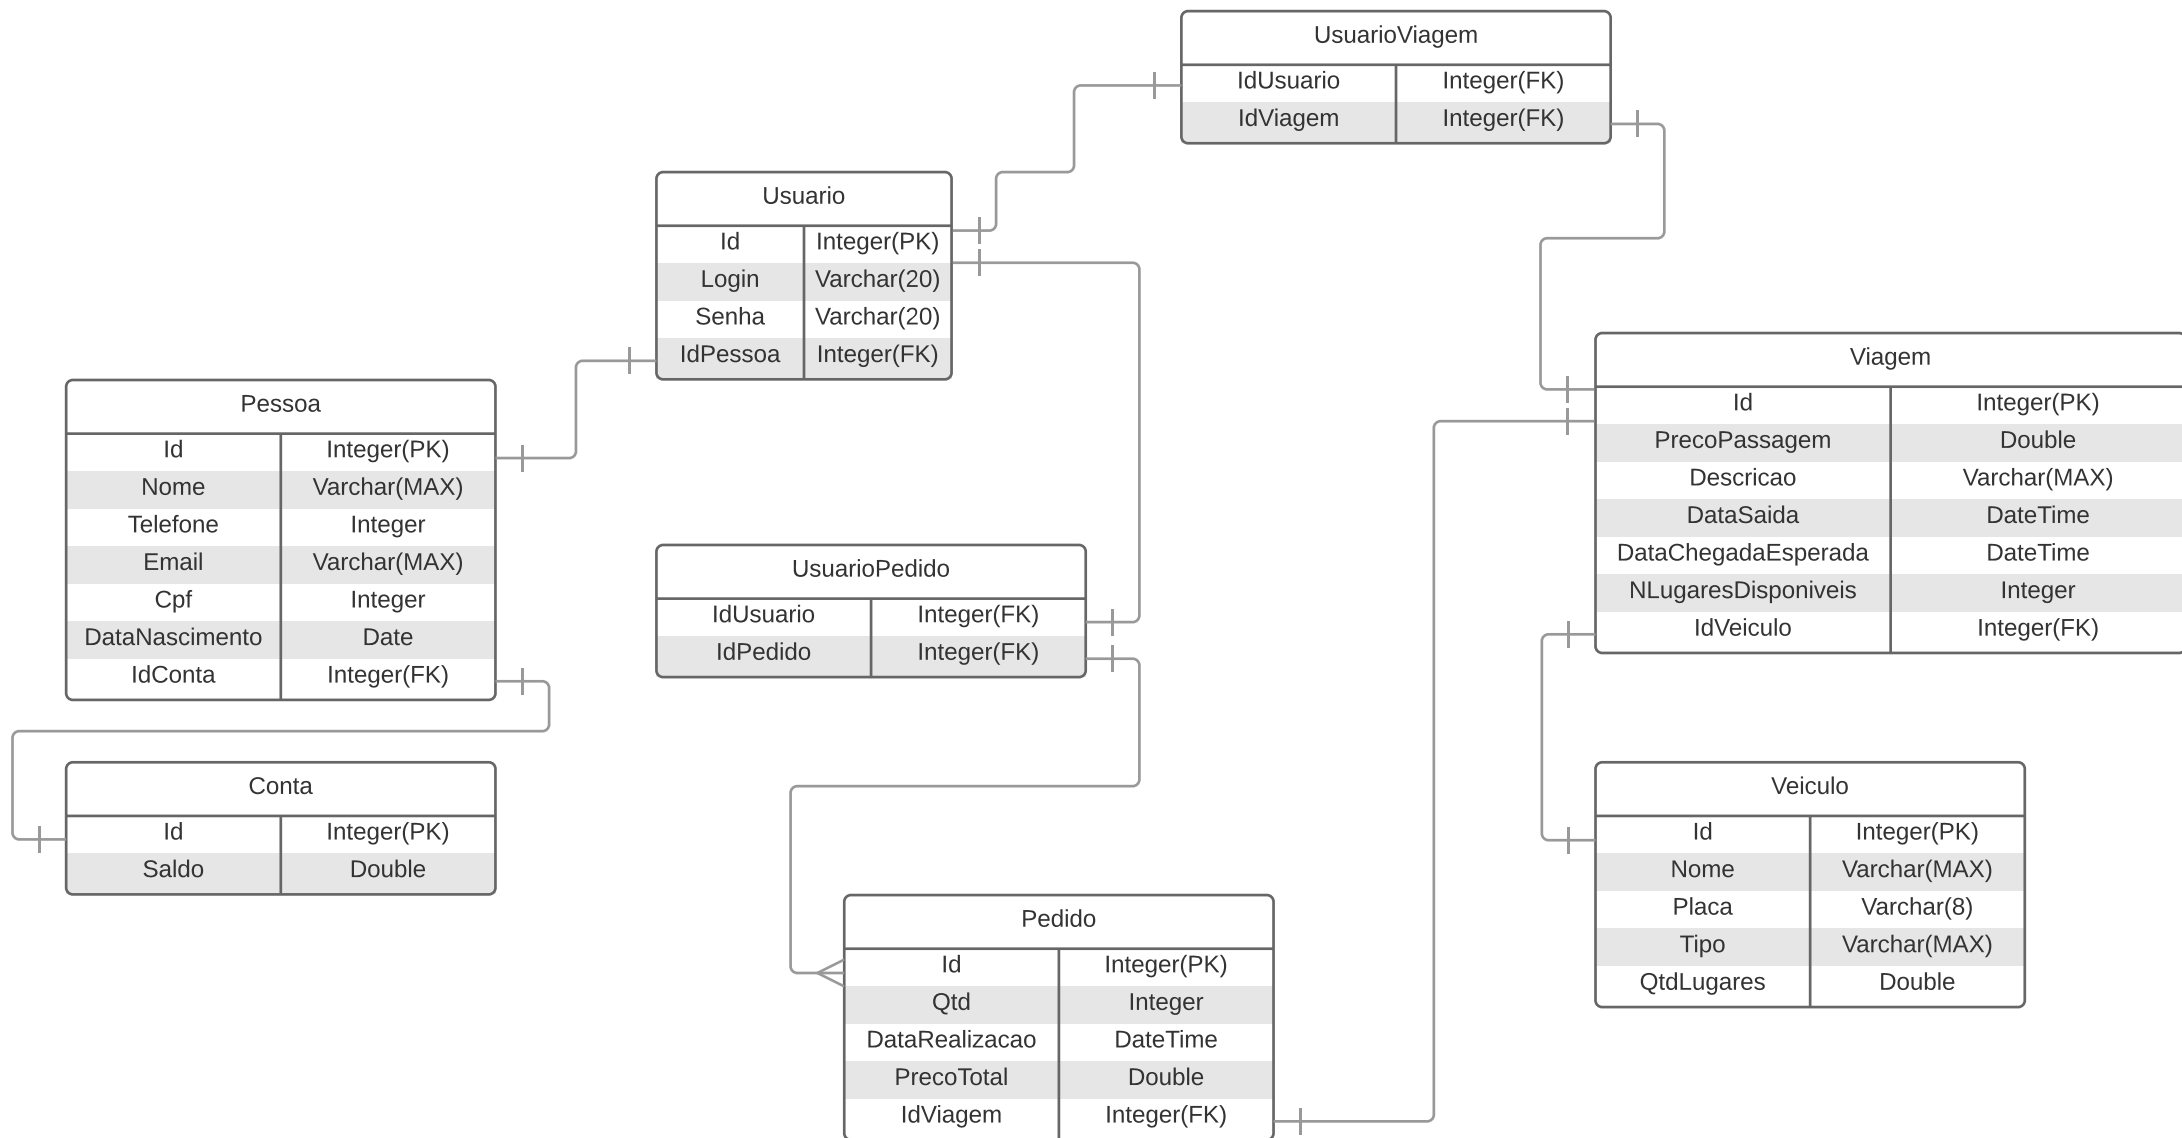 UsuarioViagem
IdUsuario Integer(FK)
IdViagem Integer(FK)
Usuario
Id Integer(PK)
Login Varchar(20)
Senha Varchar(20)
IdPessoa Integer(FK)
Viagem
Id Integer(PK)
PrecoPassagem Double
Descricao Varchar(MAX)
DataSaida DateTime
DataChegadaEsperada DateTime
NLugaresDisponiveis Integer
IdVeiculo Integer(FK)
Pessoa
Id Integer(PK)
Nome Varchar(MAX)
Telefone Integer
Email Varchar(MAX)
Cpf Integer
DataNascimento Date
IdConta Integer(FK)
UsuarioPedido
IdUsuario Integer(FK)
IdPedido Integer(FK)
Conta
Id Integer(PK)
Saldo Double
Veiculo
Id Integer(PK)
Nome Varchar(MAX)
Placa Varchar(8)
Tipo Varchar(MAX)
QtdLugares Double
Pedido
Id Integer(PK)
Qtd Integer
DataRealizacao DateTime
PrecoTotal Double
IdViagem Integer(FK)